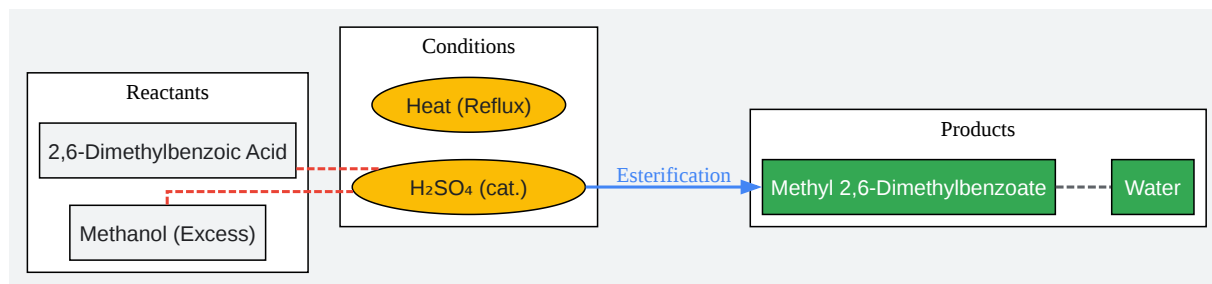 Reactants
2,6-Dimethylbenzoic Acid
Methanol (Excess)
Conditions
Heat (Reflux)
H₂SO₄ (cat.)
Esterification
Products
Methyl 2,6-Dimethylbenzoate
Water